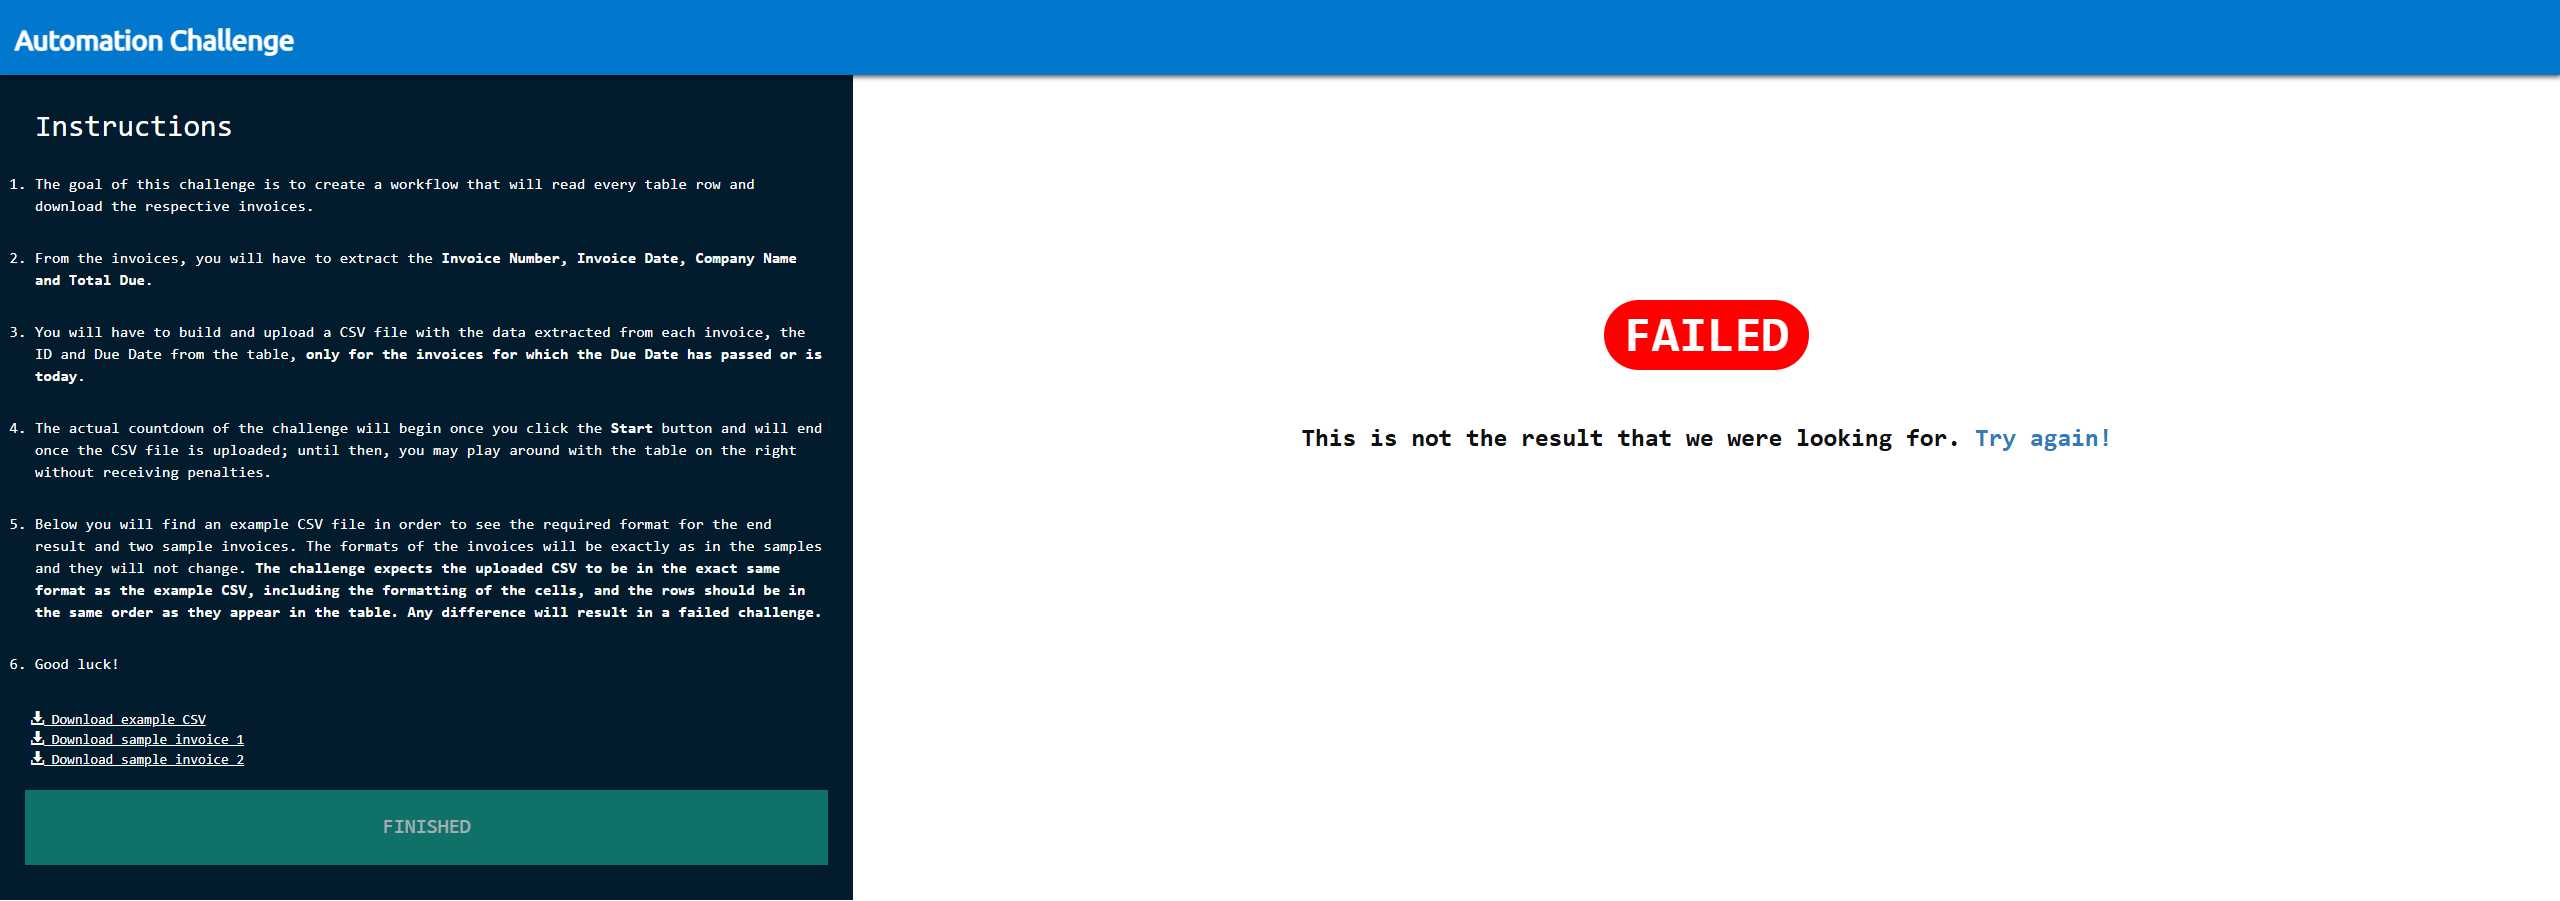 Automation Challenge
Instructions
1. The goal of this challenge is to create a workflow that will read every table row and
download the respective invoices.
2. From the invoices, you will have to extract the Invoice Number, Invoice Date, Company Name
and Total Due.
3. You will have to build and upload a CSV file with the data extracted from each invoice, the
ID and Due Date from the table, only for the invoices for which the Due Date has passed or is
today.
4. The actual countdown of the challenge will begin once you click the Start button and will end
once the CSV file is uploaded; until then, you may play around with the table on the right
without receiving penalties.
5. Below you will find an example CSV file in order to see the required format for the end
result and two sample invoices. The formats of the invoices will be exactly as in the samples
and they will not change. The challenge expects the uploaded CSV to be in the exact same
format as the example CSV, including the formatting of the cells, and the rows should be in
the same order as they appear in the table. Any difference will result in a failed challenge.
6. Good luck!
Download example CSV
Download sample invoice 1
Download sample invoice 2
FINISHED
FAILED
This is not the result that we were looking for. Try again!